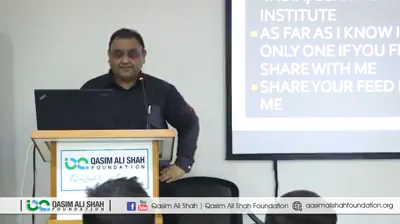 INSTITUTE
AS FAR AS I KNOW I
ONLY ONE IF YOU F
SHARE WITH ME
SHARE YOUR FEED
ME
QASIM ALI SHAH
FOUNDATION
QASIM ALI SHAH
FOUNDATION
Qasim Ali Shah | Qasim Ali Shah Foundation
qasimalishahfoundation.org